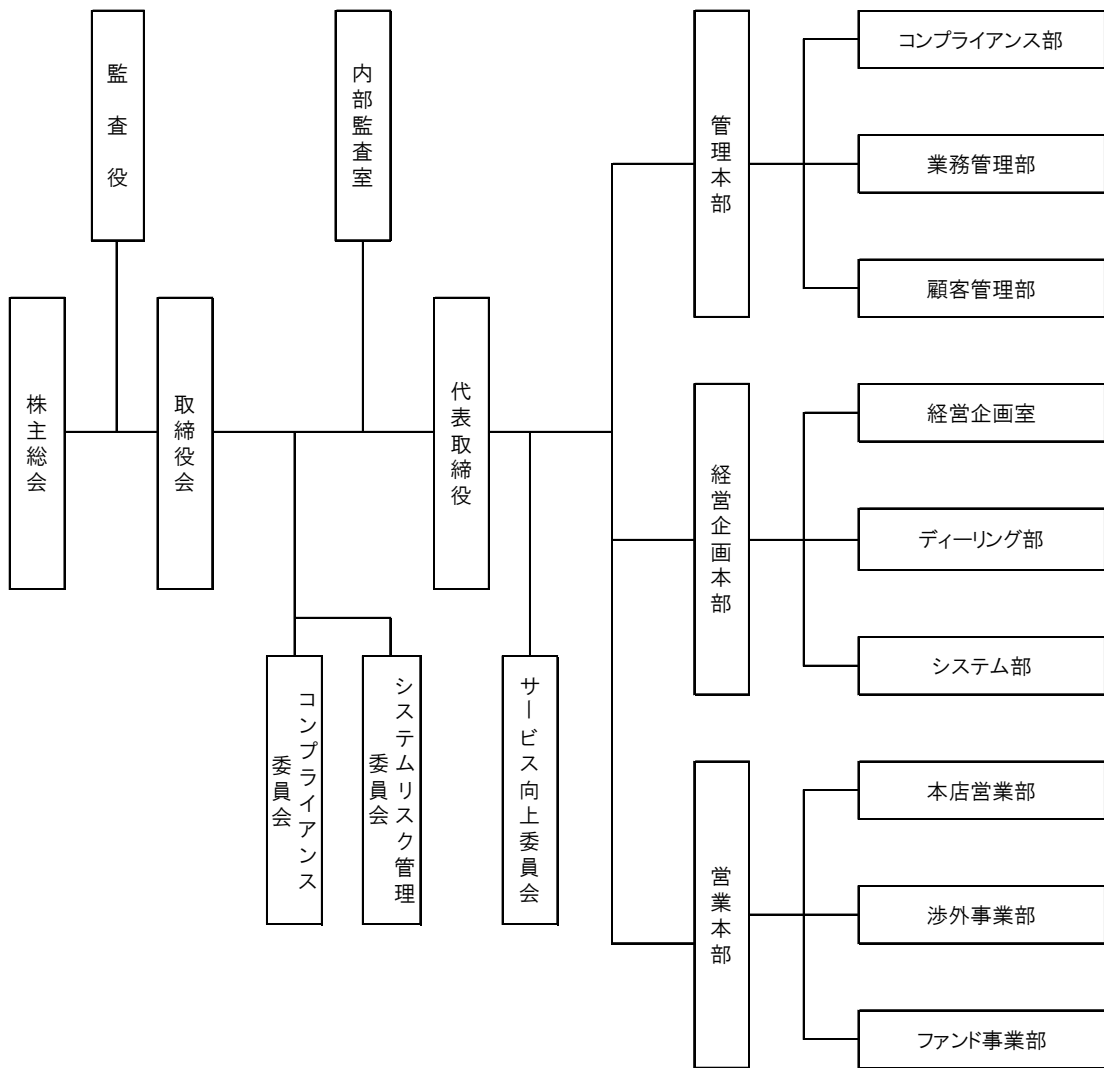 監査役
内部監査室
株主総会
取締役会
代表取締役
コンプライアンス
委員会
システムリスク管理
委員会
サービス向上委員会
管理本部
コンプライアンス部
業務管理部
顧客管理部
経営企画本部
経営企画室
ディーリング部
システム部
営業本部
本店営業部
渉外事業部
ファンド事業部